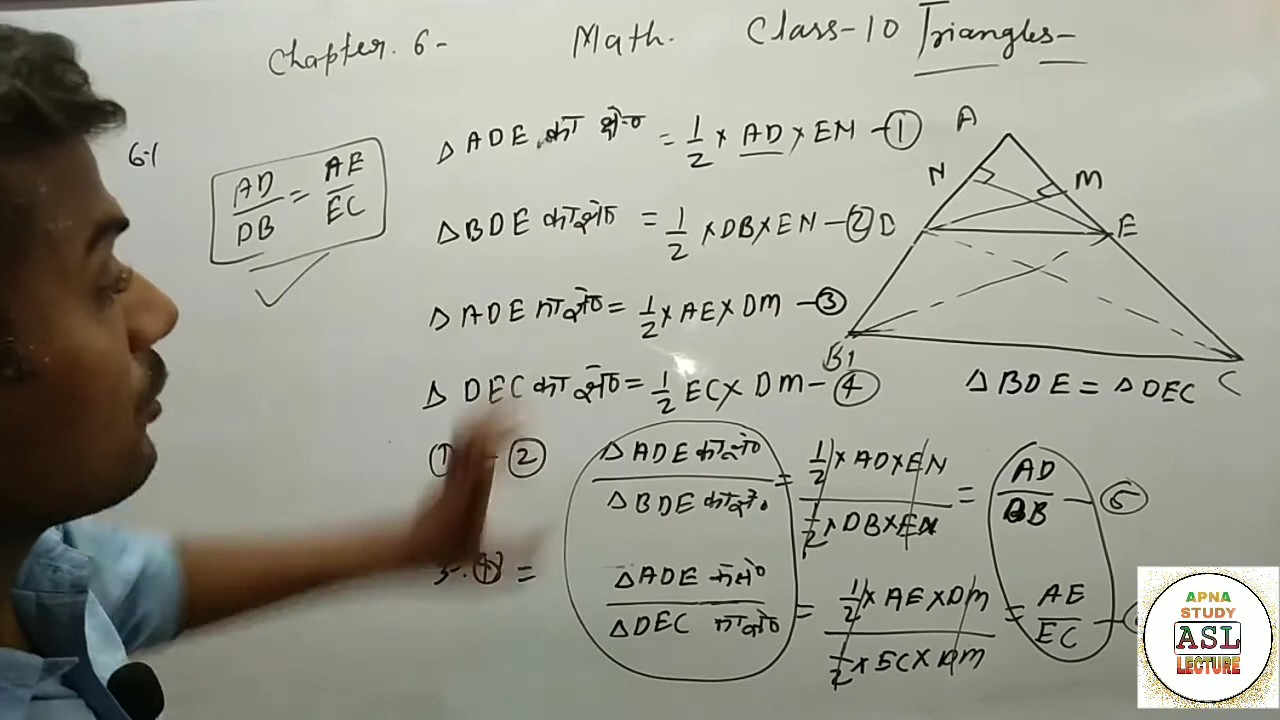 Chapter. 6- Math. Class-10 Triangles-
6.1
AD/DB = AE/EC
△ ADE का क्षे० = 1/2 × AD × EN -①
△ BDE का क्षे० = 1/2 × DB × EN - ②
△ ADE का क्षे० = 1/2 × AE × DM - ③
△ DEC का क्षे० = 1/2 EC × DM - ④
A
N M
D E
B C
△ BDE = △ DEC
① ②
△ ADE का क्षे० / △ BDE का क्षे० = 1/2 × AD × EN / 1/2 × DB × EN = AD/DB - ⑤
△ ADE का क्षे० / △ DEC का क्षे० = 1/2 × AE × DM / 1/2 × EC × DM = AE/EC -
APNA
STUDY
ASL
LECTURE